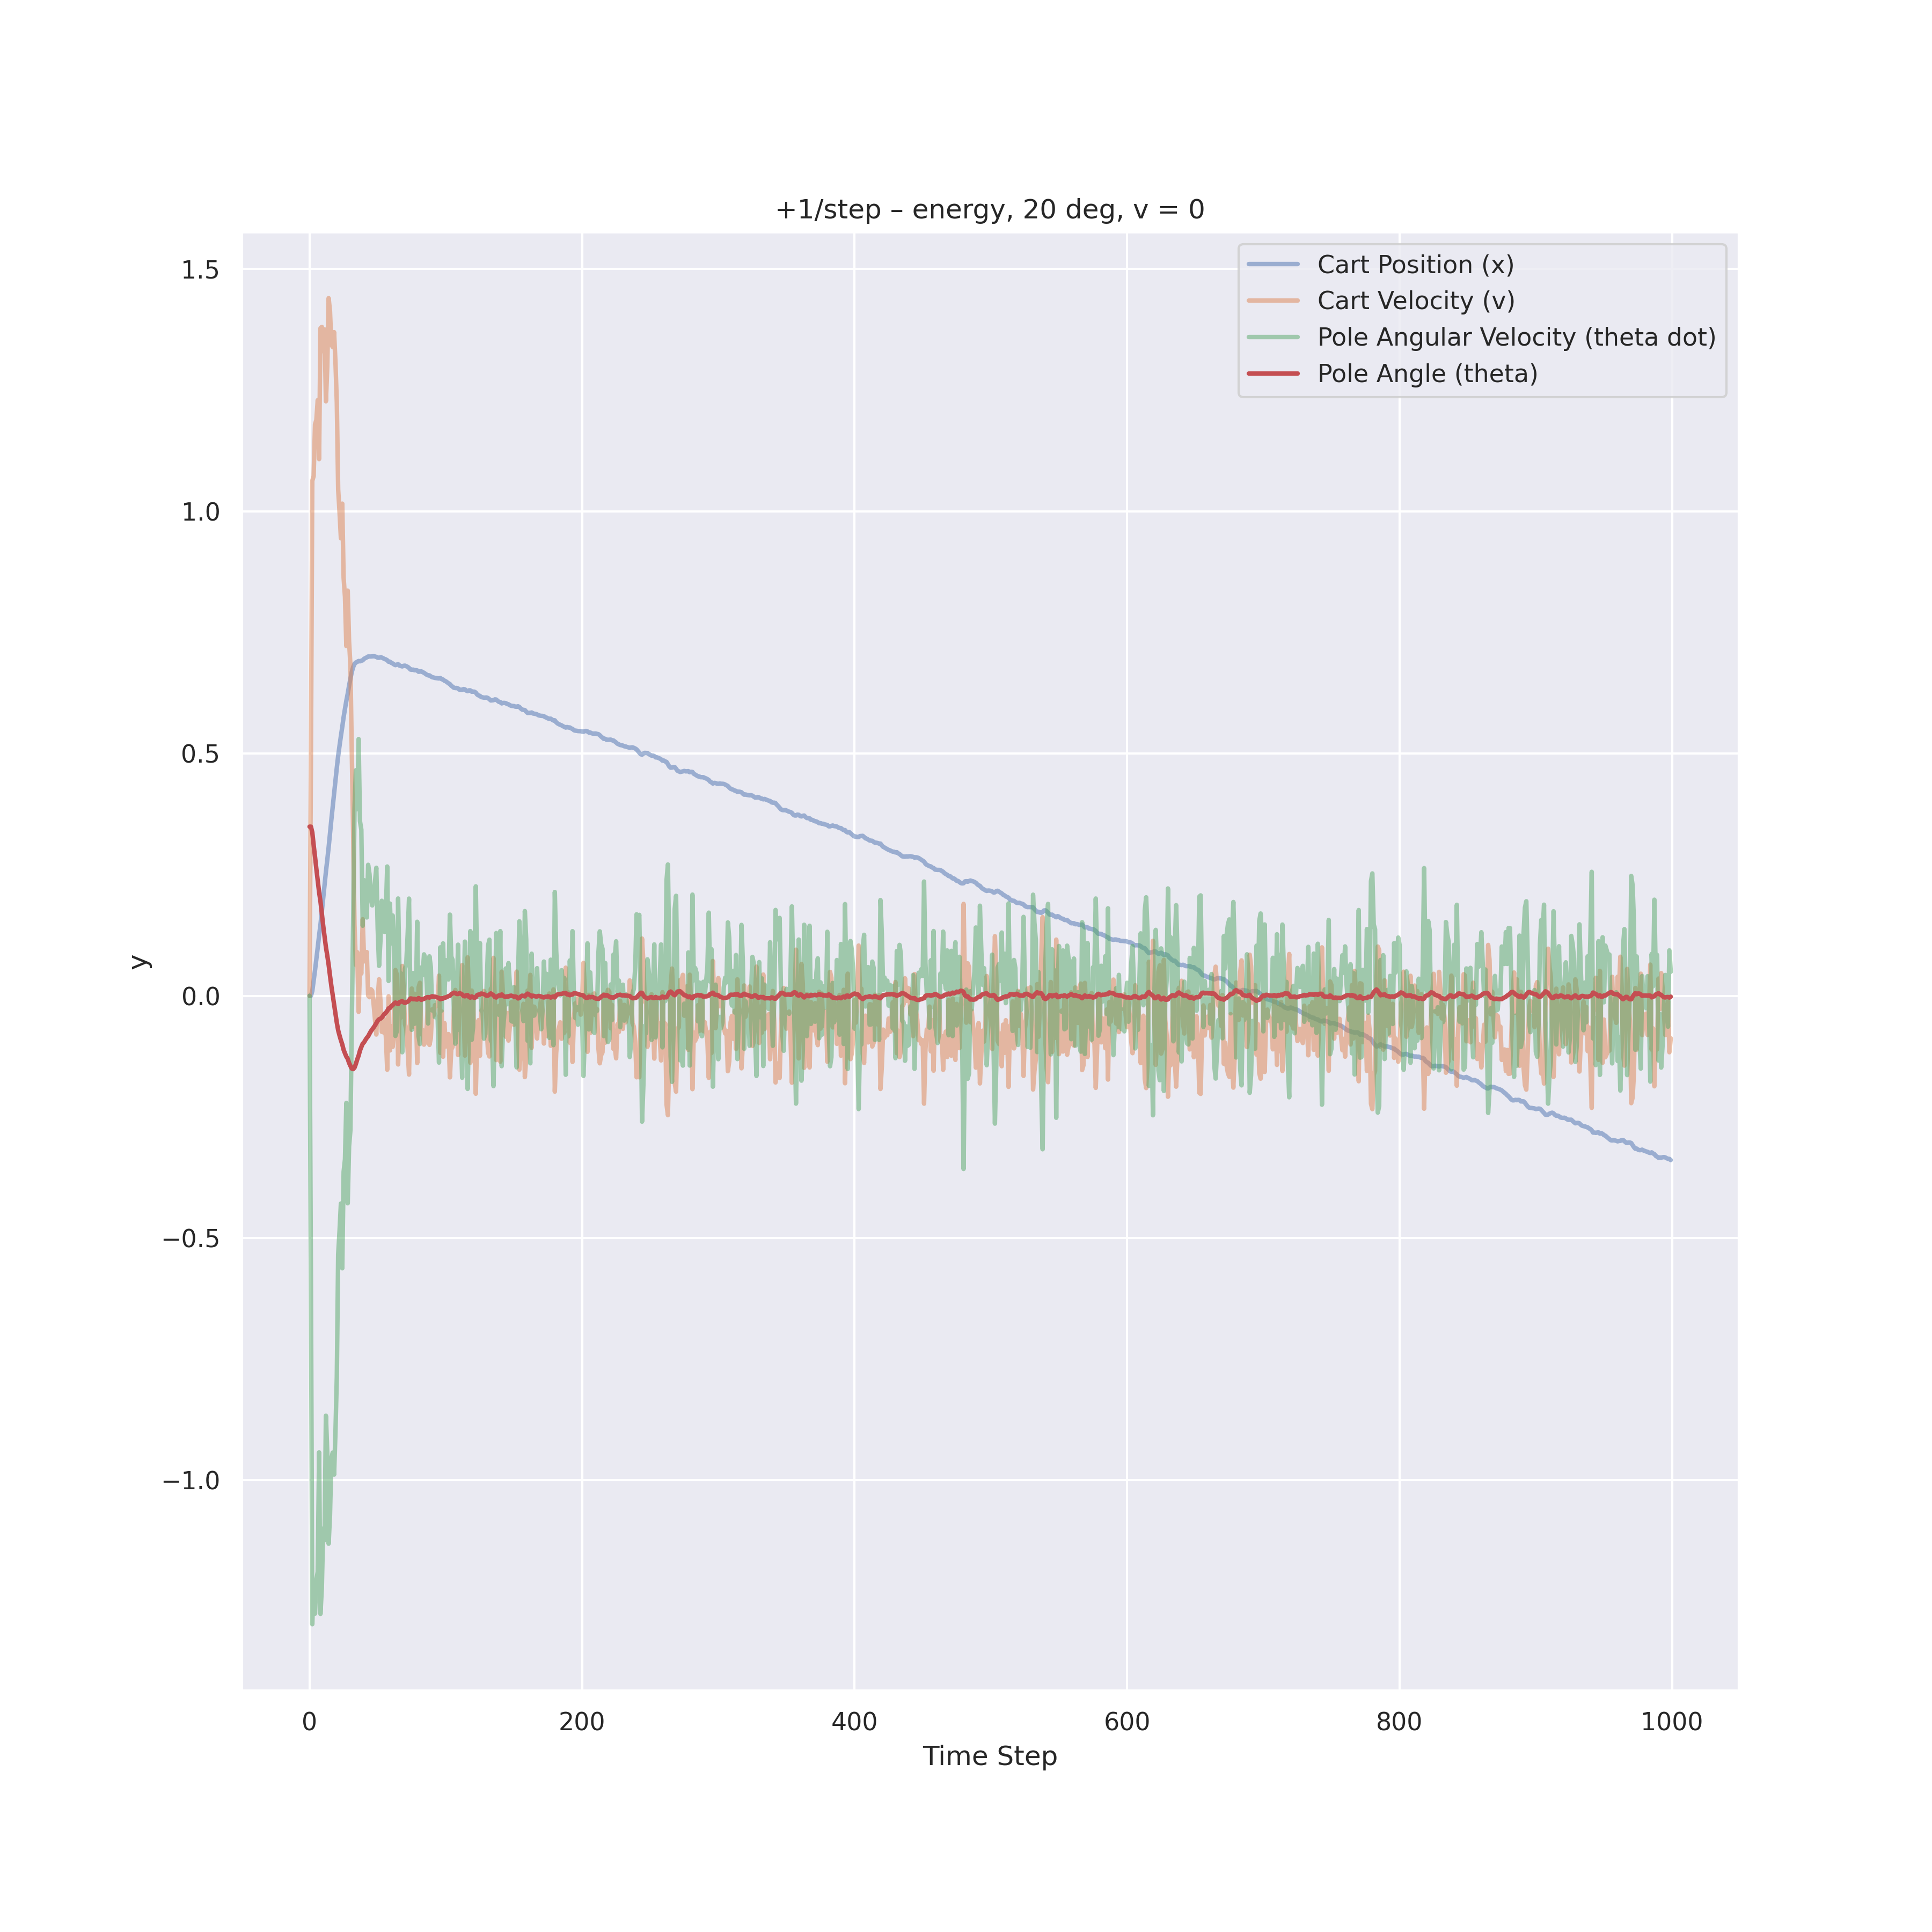 +1/step – energy, 20 deg, v = 0
Cart Position (x)
Cart Velocity (v)
Pole Angular Velocity (theta dot)
Pole Angle (theta)
1.5
1.0
0.5
0.0
−0.5
−1.0
y
0 200 400 600 800 1000
Time Step